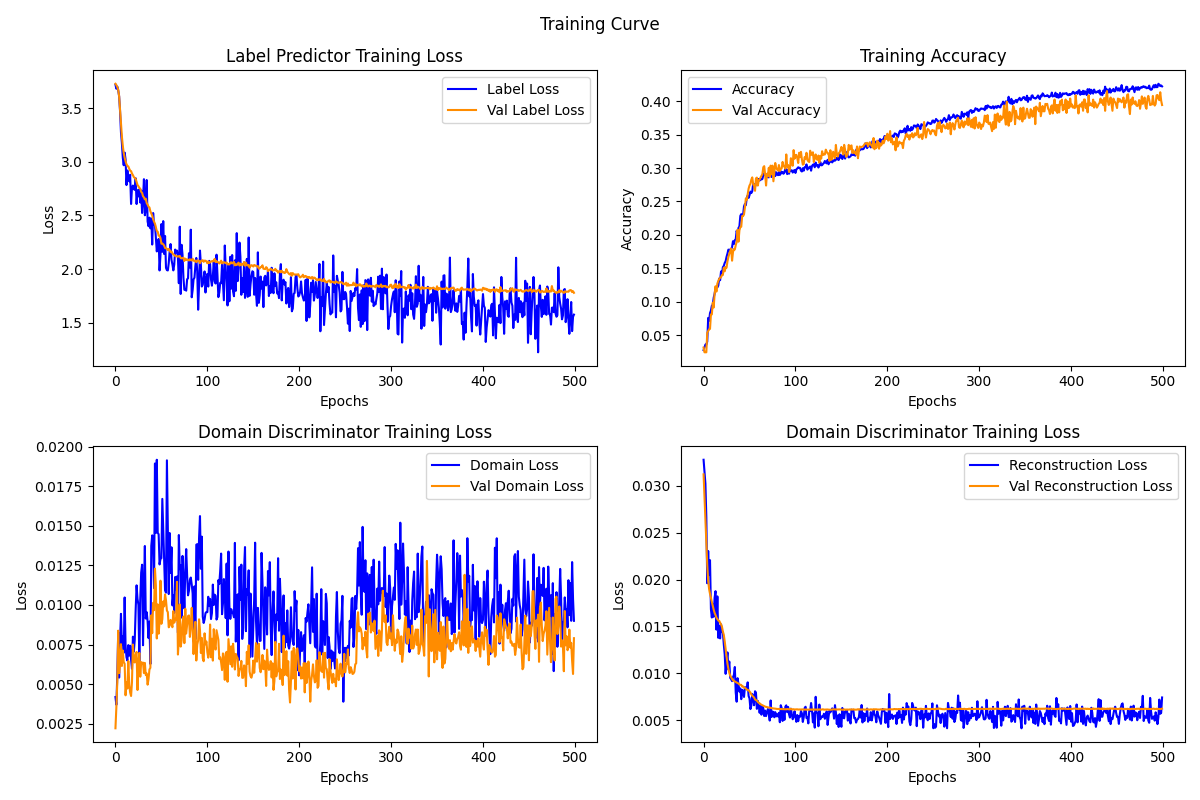 Training Curve
Label Predictor Training Loss
Loss
3.5
3.0
2.5
2.0
1.5
Label Loss
Val Label Loss
0 100 200 300 400 500
Epochs
Training Accuracy
Accuracy
0.40
0.35
0.30
0.25
0.20
0.15
0.10
0.05
Accuracy
Val Accuracy
0 100 200 300 400 500
Epochs
Domain Discriminator Training Loss
Loss
0.0200
0.0175
0.0150
0.0125
0.0100
0.0075
0.0050
0.0025
Domain Loss
Val Domain Loss
0 100 200 300 400 500
Epochs
Domain Discriminator Training Loss
Loss
0.030
0.025
0.020
0.015
0.010
0.005
Reconstruction Loss
Val Reconstruction Loss
0 100 200 300 400 500
Epochs